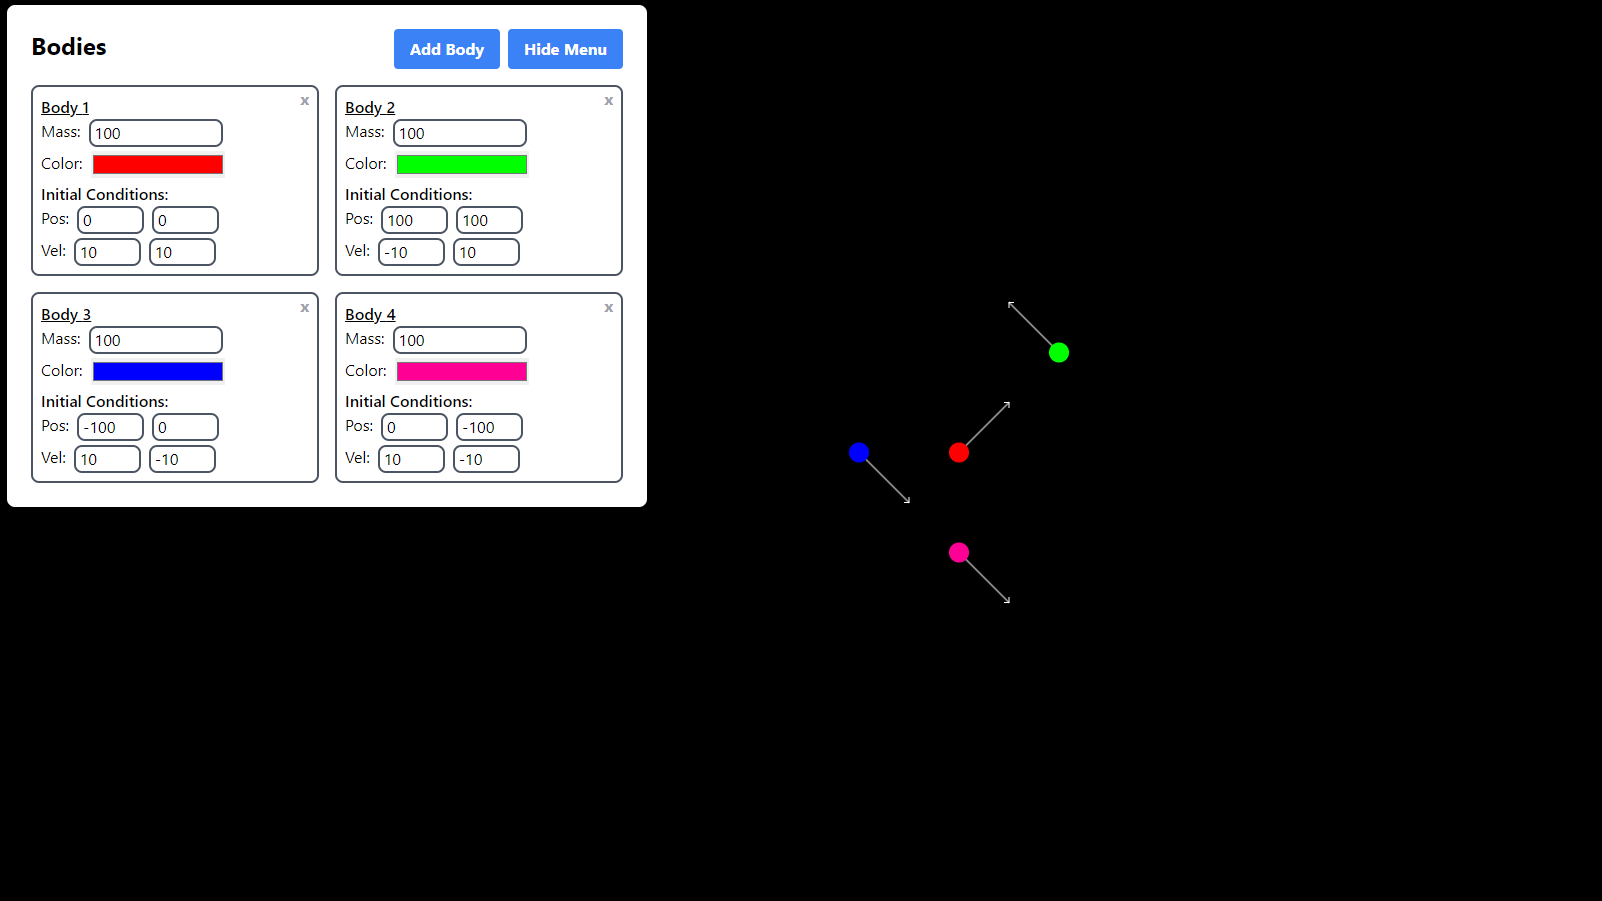 Bodies
Add Body
Hide Menu
Body 1
x
Mass: 100
Color:
Initial Conditions:
Pos: 0 0
Vel: 10 10
Body 2
x
Mass: 100
Color:
Initial Conditions:
Pos: 100 100
Vel: -10 10
Body 3
x
Mass: 100
Color:
Initial Conditions:
Pos: -100 0
Vel: 10 -10
Body 4
x
Mass: 100
Color:
Initial Conditions:
Pos: 0 -100
Vel: 10 -10